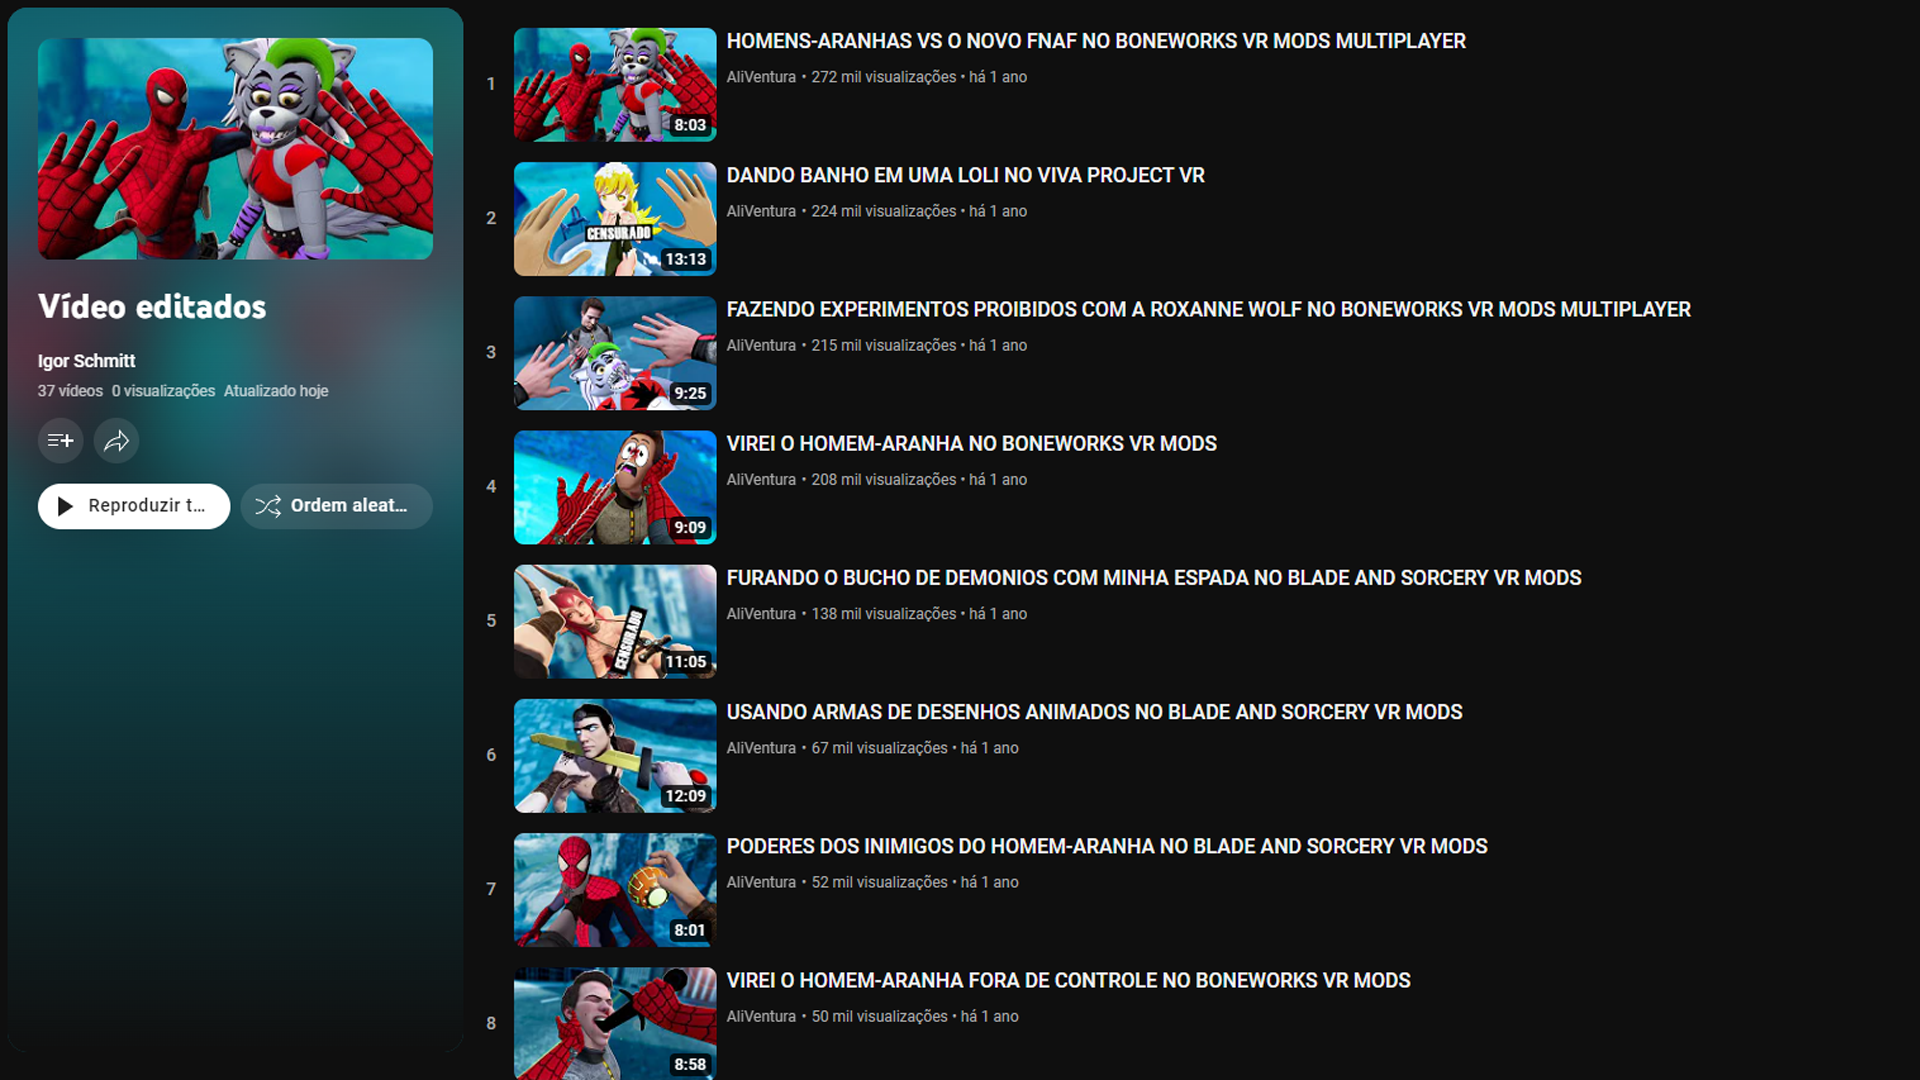 Vídeo editados
Igor Schmitt
37 vídeos 0 visualizações Atualizado hoje
Reproduzir t...
Ordem aleat...
1
8:03
HOMENS-ARANHAS VS O NOVO FNAF NO BONEWORKS VR MODS MULTIPLAYER
AliVentura • 272 mil visualizações • há 1 ano
2
CENSURADO
13:13
DANDO BANHO EM UMA LOLI NO VIVA PROJECT VR
AliVentura • 224 mil visualizações • há 1 ano
3
9:25
FAZENDO EXPERIMENTOS PROIBIDOS COM A ROXANNE WOLF NO BONEWORKS VR MODS MULTIPLAYER
AliVentura • 215 mil visualizações • há 1 ano
4
9:09
VIREI O HOMEM-ARANHA NO BONEWORKS VR MODS
AliVentura • 208 mil visualizações • há 1 ano
5
CENSURADO
11:05
FURANDO O BUCHO DE DEMONIOS COM MINHA ESPADA NO BLADE AND SORCERY VR MODS
AliVentura • 138 mil visualizações • há 1 ano
6
12:09
USANDO ARMAS DE DESENHOS ANIMADOS NO BLADE AND SORCERY VR MODS
AliVentura • 67 mil visualizações • há 1 ano
7
8:01
PODERES DOS INIMIGOS DO HOMEM-ARANHA NO BLADE AND SORCERY VR MODS
AliVentura • 52 mil visualizações • há 1 ano
8
8:58
VIREI O HOMEM-ARANHA FORA DE CONTROLE NO BONEWORKS VR MODS
AliVentura • 50 mil visualizações • há 1 ano